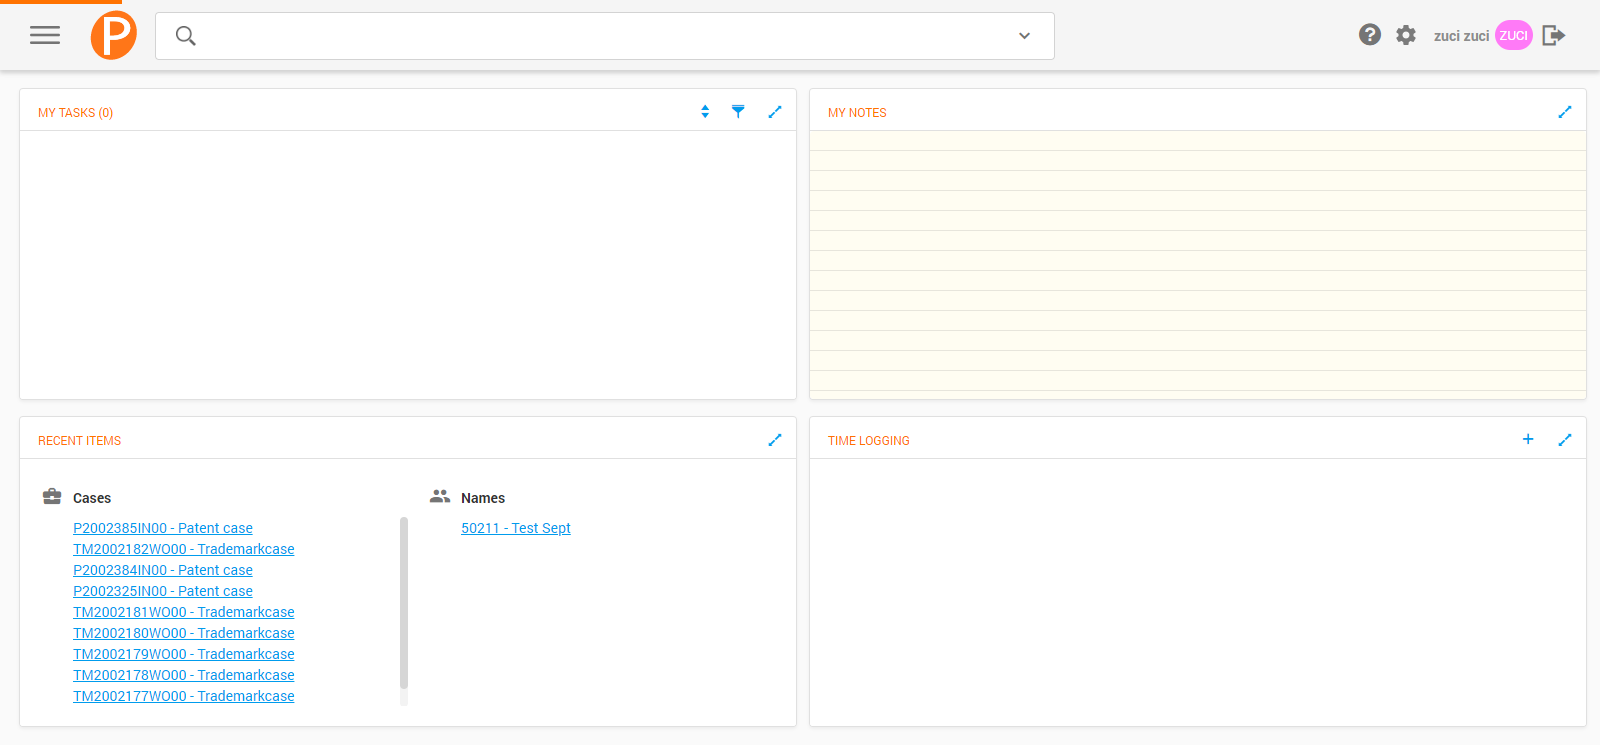 P
zuci zuci
ZUCI
MY TASKS (0)
MY NOTES
RECENT ITEMS
Cases
P2002385IN00 - Patent case
TM2002182WO00 - Trademarkcase
P2002384IN00 - Patent case
P2002325IN00 - Patent case
TM2002181WO00 - Trademarkcase
TM2002180WO00 - Trademarkcase
TM2002179WO00 - Trademarkcase
TM2002178WO00 - Trademarkcase
TM2002177WO00 - Trademarkcase
Names
50211 - Test Sept
TIME LOGGING